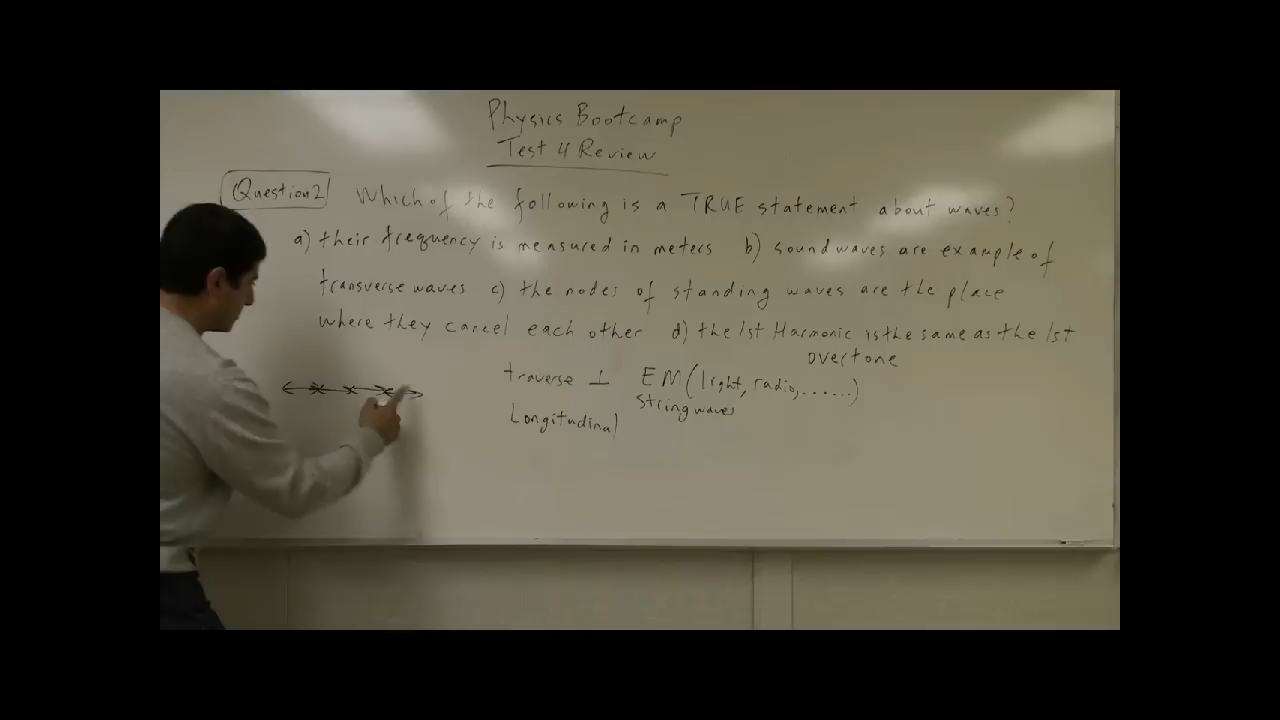 Physics Bootcamp
Test 4 Review
Question 2 Which of the following is a TRUE statement about waves?
a) their frequency is measured in meters b) sound waves are example of
transverse waves c) the nodes of standing waves are the place
where they cancel each other d) the 1st Harmonic is the same as the 1st
overtone
traverse ⊥ EM (light, radio, ......)
string waves
Longitudinal